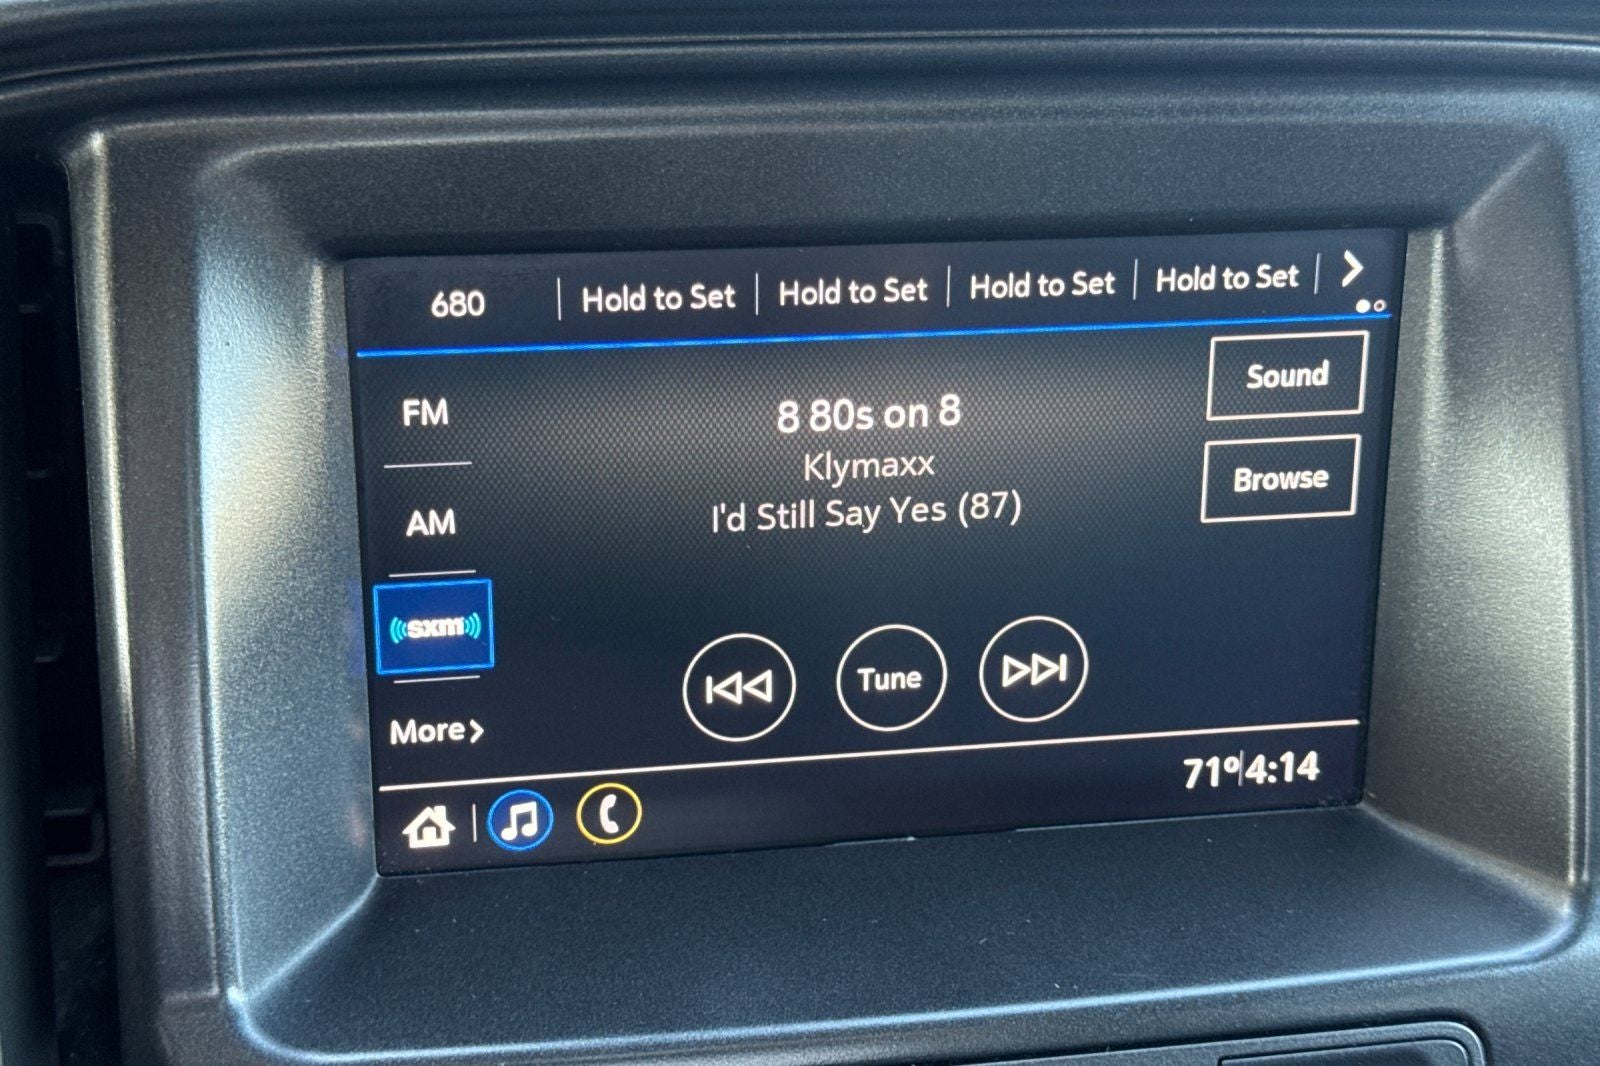 680 Hold to Set Hold to Set Hold to Set Hold to Set
Sound
FM
8 80s on 8
Klymaxx
Browse
I'd Still Say Yes (87)
AM
sxm
Tune
More
71° 4:14